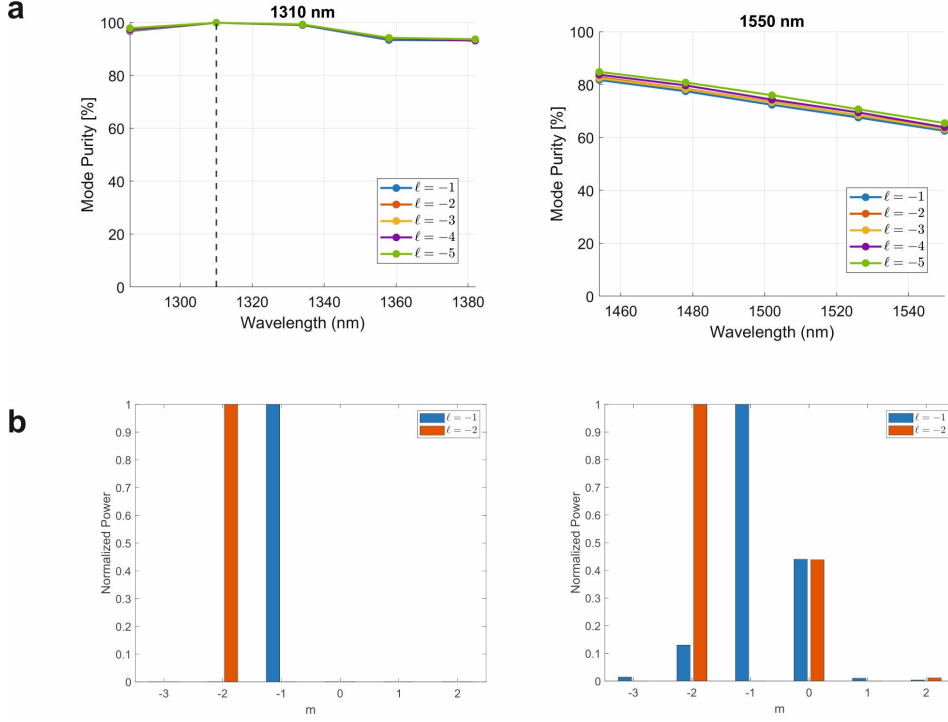 a
1310 nm
100
80
60
40
20
0
Mode Purity [%]
ℓ = −1
ℓ = −2
ℓ = −3
ℓ = −4
ℓ = −5
1300
1320
1340
1360
1380
Wavelength (nm)
1550 nm
100
80
60
40
20
0
Mode Purity [%]
ℓ = −1
ℓ = −2
ℓ = −3
ℓ = −4
ℓ = −5
1460
1480
1500
1520
1540
Wavelength (nm)
b
1
0.9
0.8
0.7
0.6
0.5
0.4
0.3
0.2
0.1
0
Normalized Power
ℓ = −1
ℓ = −2
-3
-2
-1
0
1
2
m
1
0.9
0.8
0.7
0.6
0.5
0.4
0.3
0.2
0.1
0
Normalized Power
ℓ = −1
ℓ = −2
-3
-2
-1
0
1
2
m